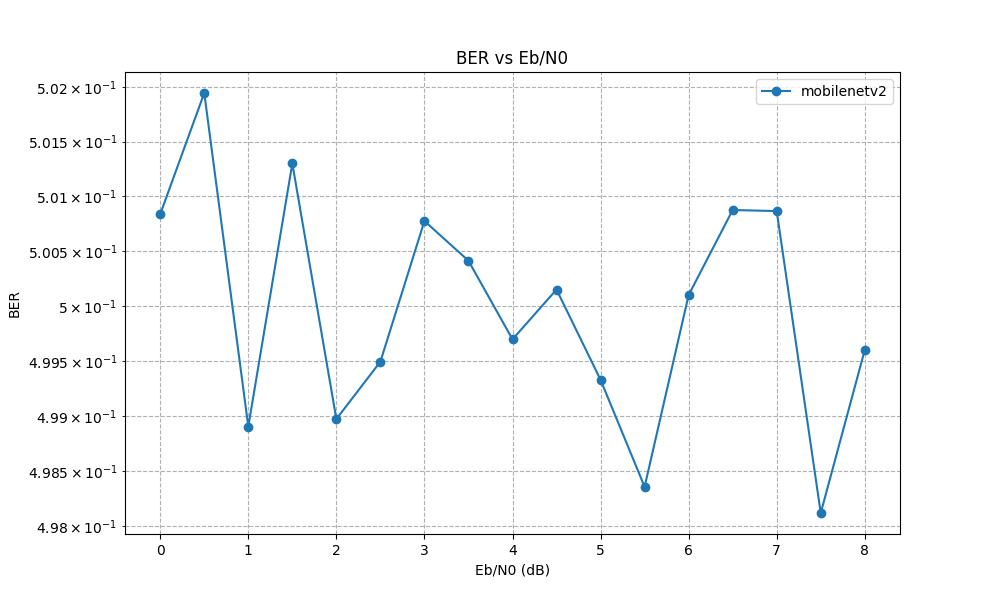 BER vs Eb/N0
mobilenetv2
BER
5.02 × 10⁻¹
5.015 × 10⁻¹
5.01 × 10⁻¹
5.005 × 10⁻¹
5 × 10⁻¹
4.995 × 10⁻¹
4.99 × 10⁻¹
4.985 × 10⁻¹
4.98 × 10⁻¹
0 1 2 3 4 5 6 7 8
Eb/N0 (dB)